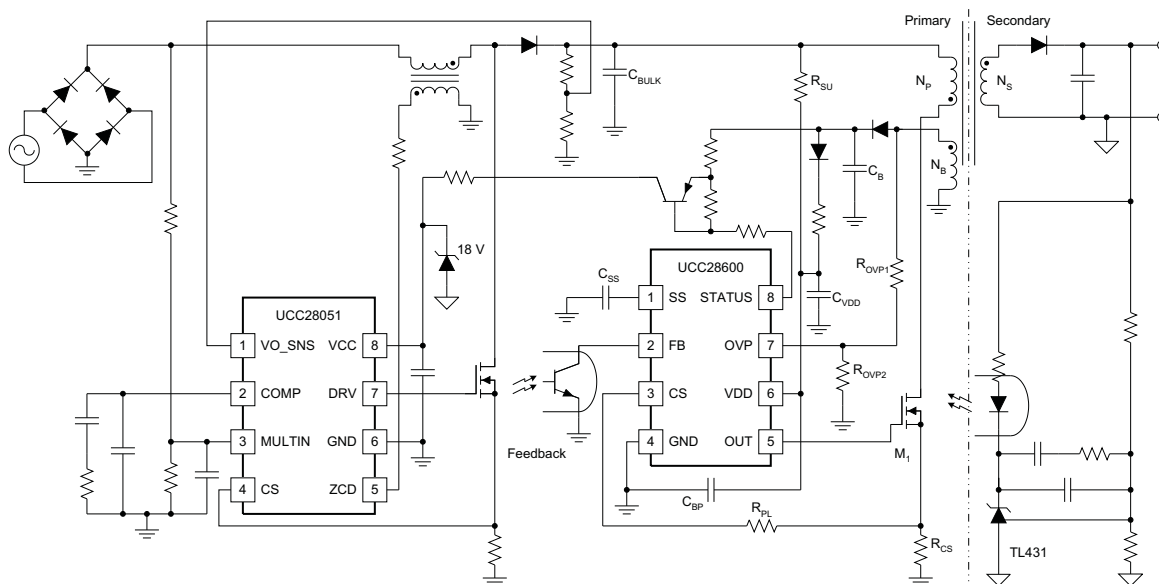 Primary
Secondary
C_BULK
R_SU
N_P
N_S
C_B
N_B
18 V
C_SS
UCC28600
R_OVP1
C_VDD
UCC28051
1 SS STATUS 8
1 VO_SNS VCC 8
2 FB OVP 7
R_OVP2
2 COMP DRV 7
3 CS VDD 6
3 MULTIN GND 6
4 GND OUT 5
Feedback
M_1
4 CS ZCD 5
C_BP
R_PL
R_CS
TL431